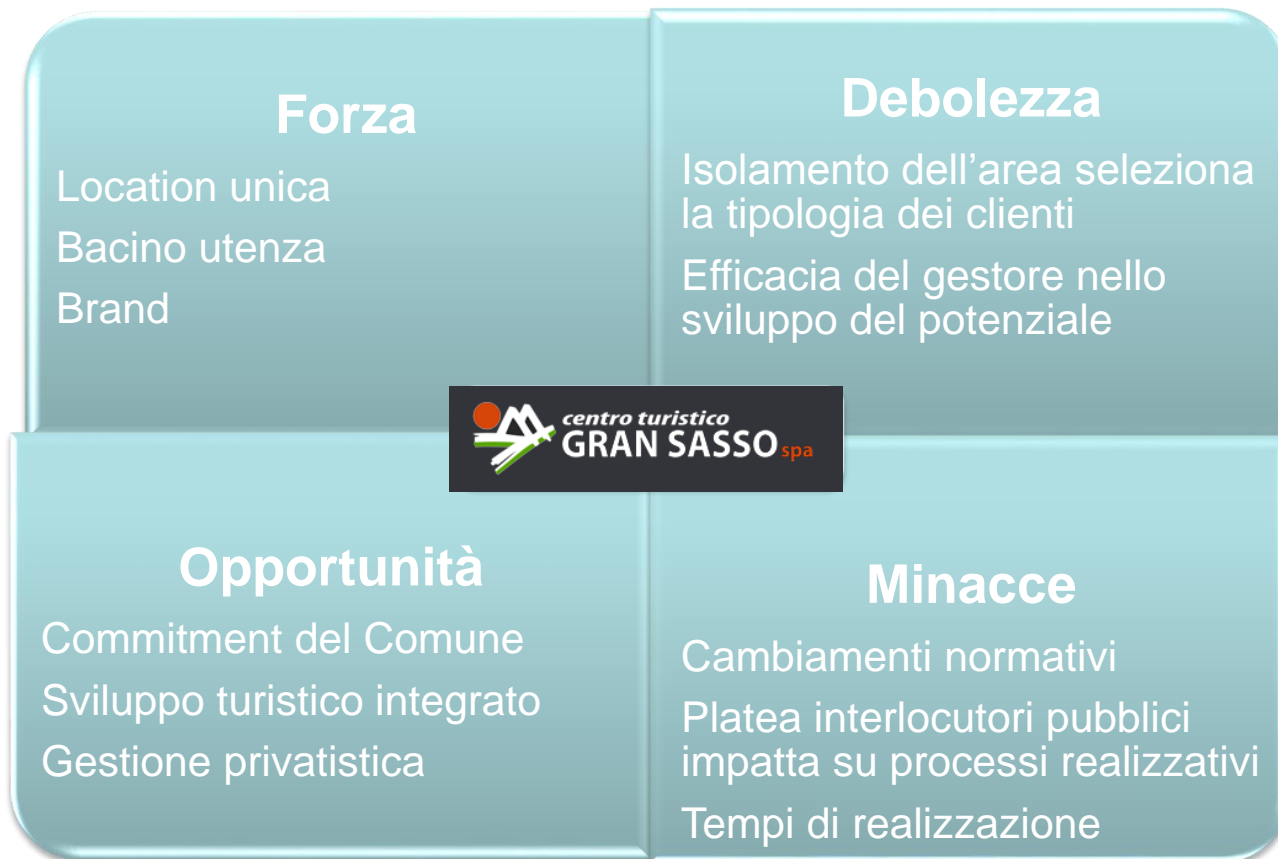 Forza
Location unica
Bacino utenza
Brand
Debolezza
Isolamento dell’area seleziona
la tipologia dei clienti
Efficacia del gestore nello
sviluppo del potenziale
centro turistico
GRAN SASSO spa
Opportunità
Commitment del Comune
Sviluppo turistico integrato
Gestione privatistica
Minacce
Cambiamenti normativi
Platea interlocutori pubblici
impatta su processi realizzativi
Tempi di realizzazione